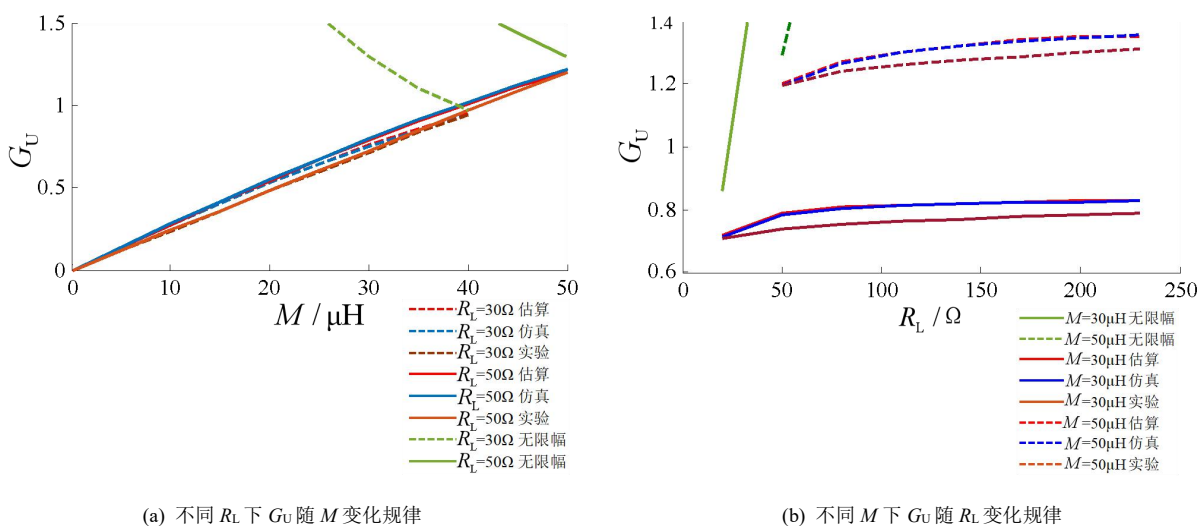 1.5
1
0.5
0
G_U
0 10 20 30 40 50
M / μH
R_L=30Ω 估算
R_L=30Ω 仿真
R_L=30Ω 实验
R_L=50Ω 估算
R_L=50Ω 仿真
R_L=50Ω 实验
R_L=30Ω 无限幅
R_L=50Ω 无限幅
(a) 不同 R_L 下 G_U 随 M 变化规律
1.4
1.2
1
0.8
0.6
G_U
0 50 100 150 200 250
R_L / Ω
M=30μH 无限幅
M=50μH 无限幅
M=30μH 估算
M=30μH 仿真
M=30μH 实验
M=50μH 估算
M=50μH 仿真
M=50μH 实验
(b) 不同 M 下 G_U 随 R_L 变化规律